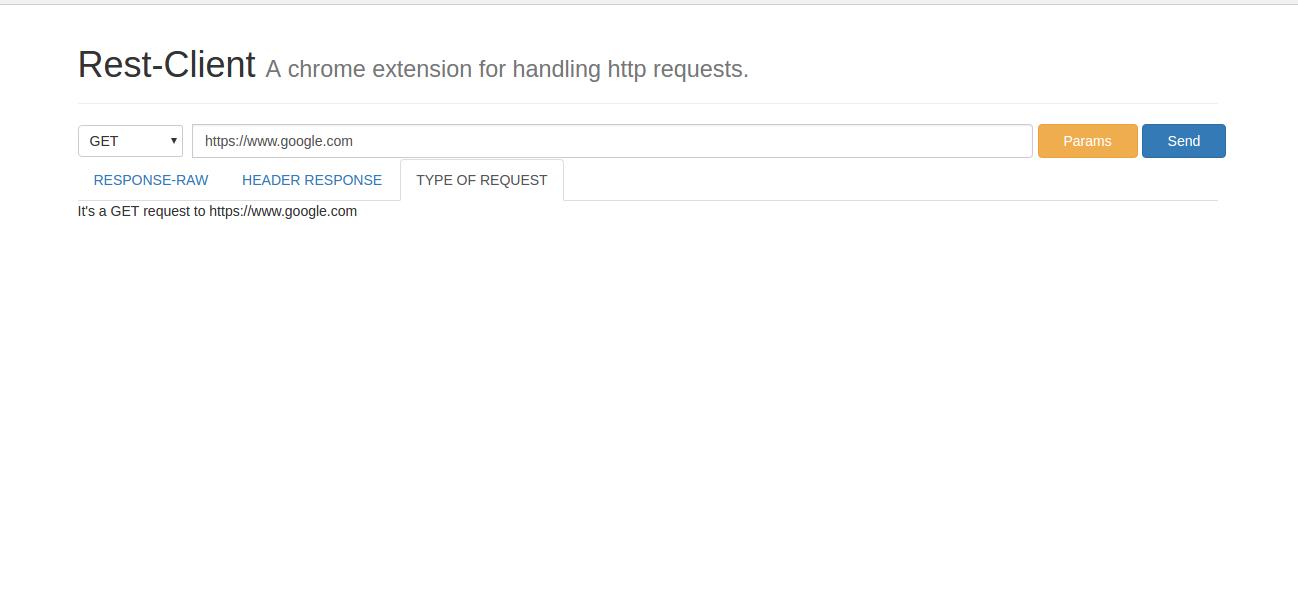 Rest-Client A chrome extension for handling http requests.
GET https://www.google.com Params Send
RESPONSE-RAW HEADER RESPONSE TYPE OF REQUEST
It's a GET request to https://www.google.com